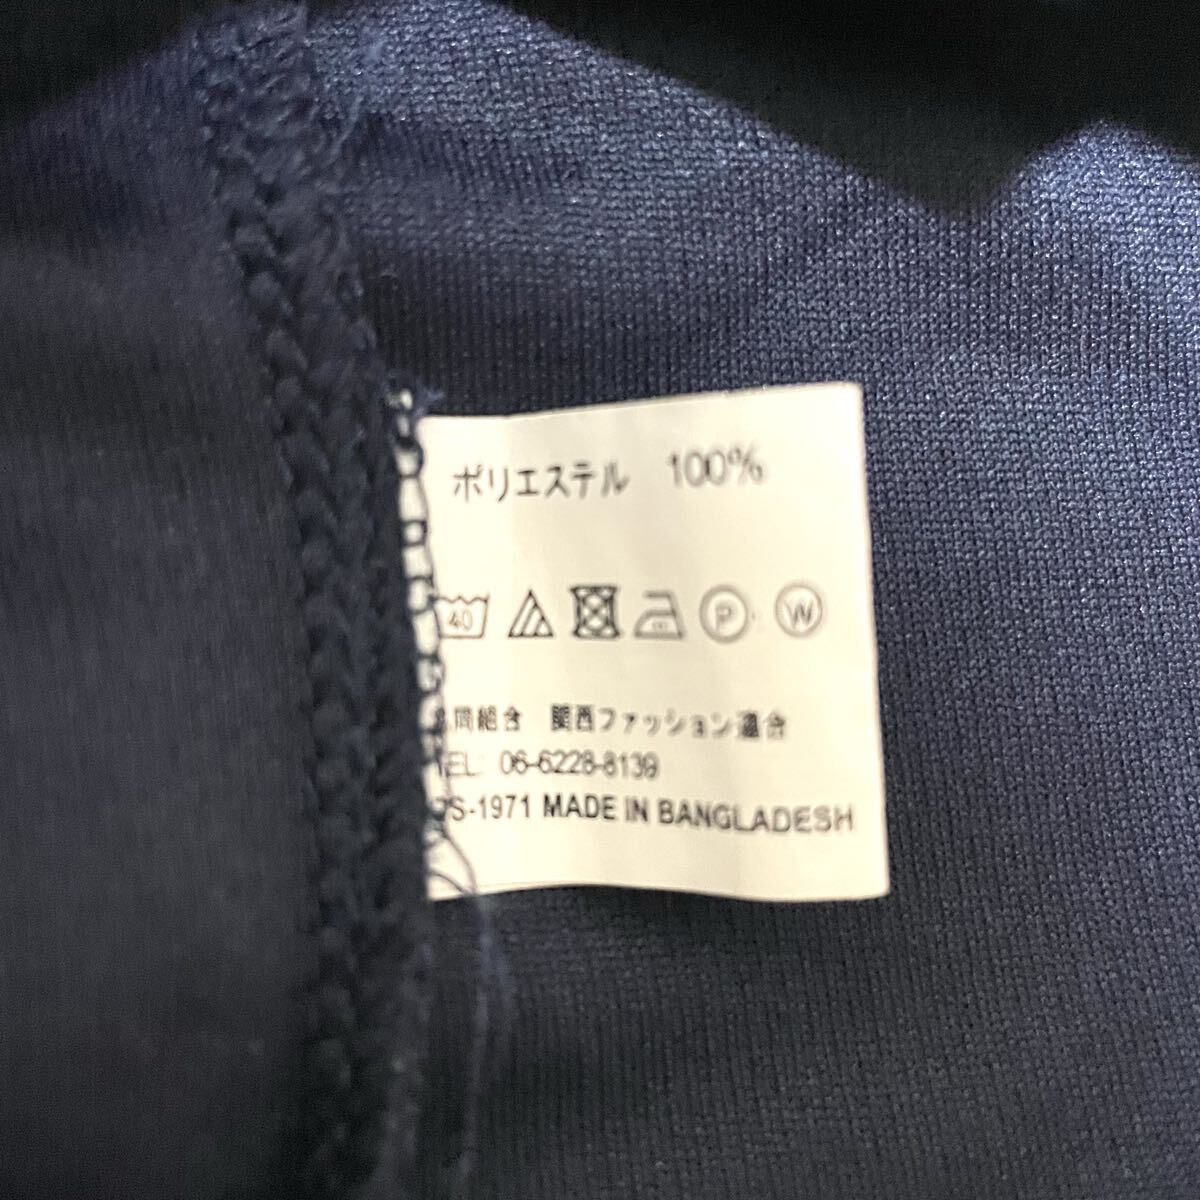 ポリエステル 100%
40 P W
同組合 関西ファッション連合
TEL: 06-6228-8139
S-1971 MADE IN BANGLADESH